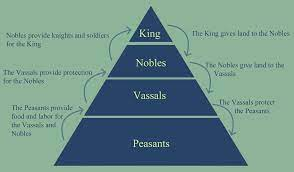 King
Nobles provide knights and soldiers
for the King
The King gives land to the Nobles
Nobles
The Vassals provide protection
for the Nobles
The Nobles give land to the
Vassals
Vassals
The Peasants provide
food and labor for
the Vassals and
Nobles
The Vassals protect
the Peasants.
Peasants